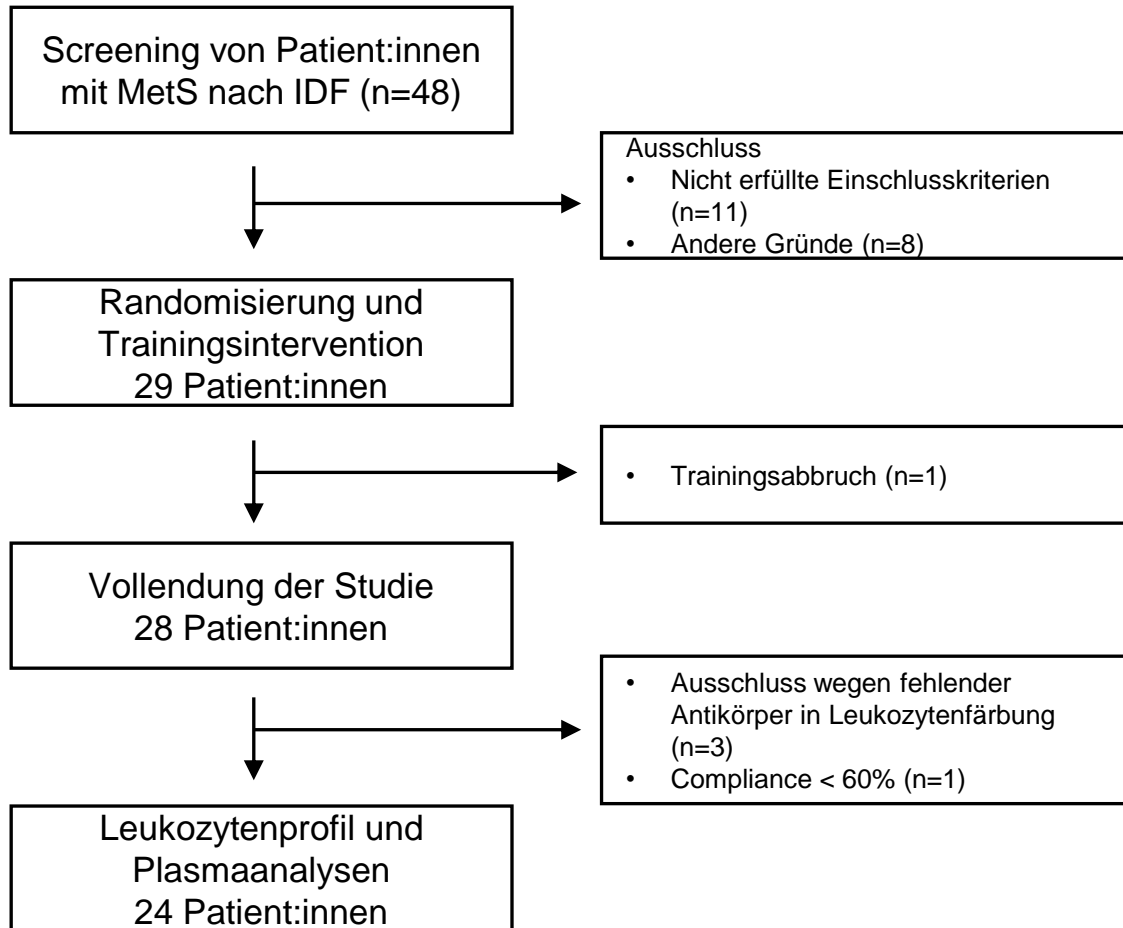 Screening von Patient:innen
mit MetS nach IDF (n=48)
Ausschluss
• Nicht erfüllte Einschlusskriterien
(n=11)
• Andere Gründe (n=8)
Randomisierung und
Trainingsintervention
29 Patient:innen
• Trainingsabbruch (n=1)
Vollendung der Studie
28 Patient:innen
• Ausschluss wegen fehlender
Antikörper in Leukozytenfärbung
(n=3)
• Compliance < 60% (n=1)
Leukozytenprofil und
Plasmaanalysen
24 Patient:innen